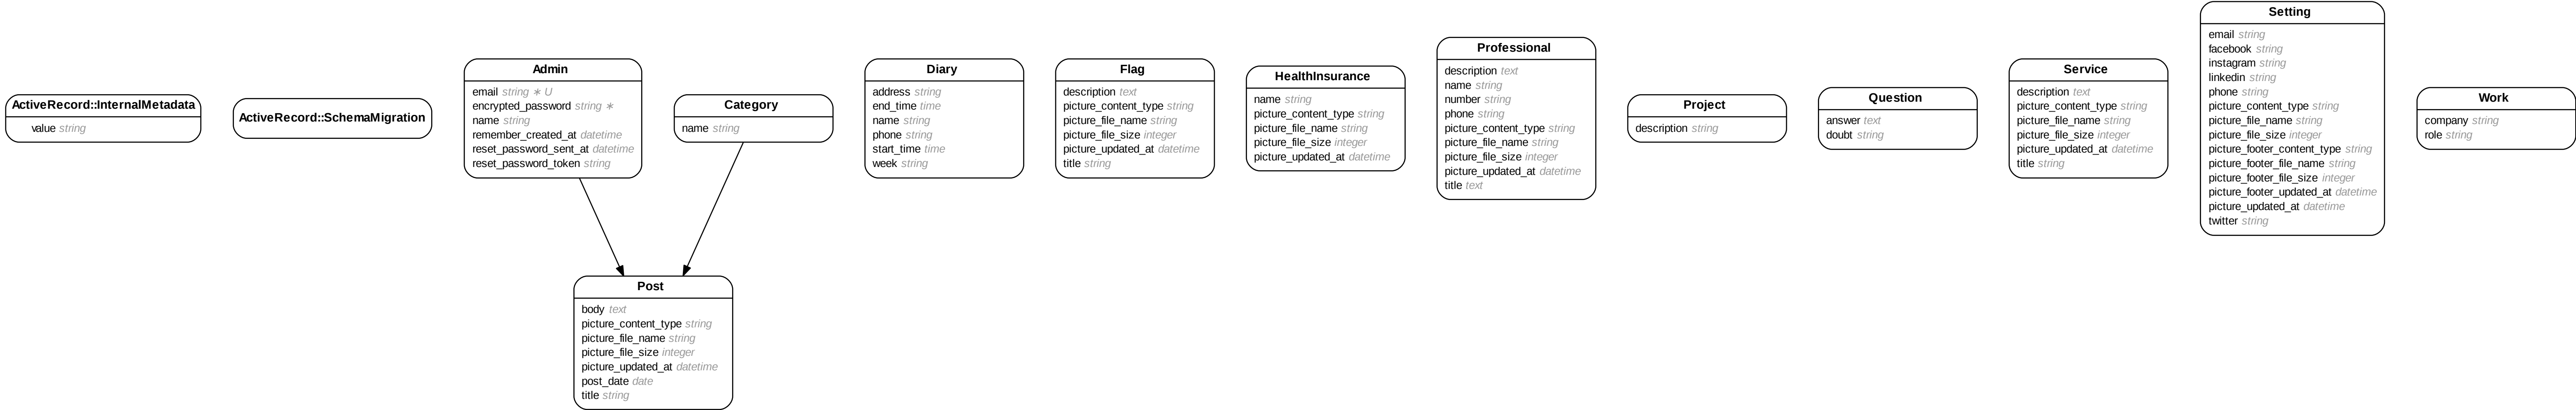 ActiveRecord::InternalMetadata
value string
ActiveRecord::SchemaMigration
Admin
email string ∗ U
encrypted_password string ∗
name string
remember_created_at datetime
reset_password_sent_at datetime
reset_password_token string
Category
name string
Diary
address string
end_time time
name string
phone string
start_time time
week string
Flag
description text
picture_content_type string
picture_file_name string
picture_file_size integer
picture_updated_at datetime
title string
HealthInsurance
name string
picture_content_type string
picture_file_name string
picture_file_size integer
picture_updated_at datetime
Professional
description text
name string
number string
phone string
picture_content_type string
picture_file_name string
picture_file_size integer
picture_updated_at datetime
title text
Project
description string
Question
answer text
doubt string
Service
description text
picture_content_type string
picture_file_name string
picture_file_size integer
picture_updated_at datetime
title string
Setting
email string
facebook string
instagram string
linkedin string
phone string
picture_content_type string
picture_file_name string
picture_file_size integer
picture_footer_content_type string
picture_footer_file_name string
picture_footer_file_size integer
picture_footer_updated_at datetime
picture_updated_at datetime
twitter string
Work
company string
role string
Post
body text
picture_content_type string
picture_file_name string
picture_file_size integer
picture_updated_at datetime
post_date date
title string